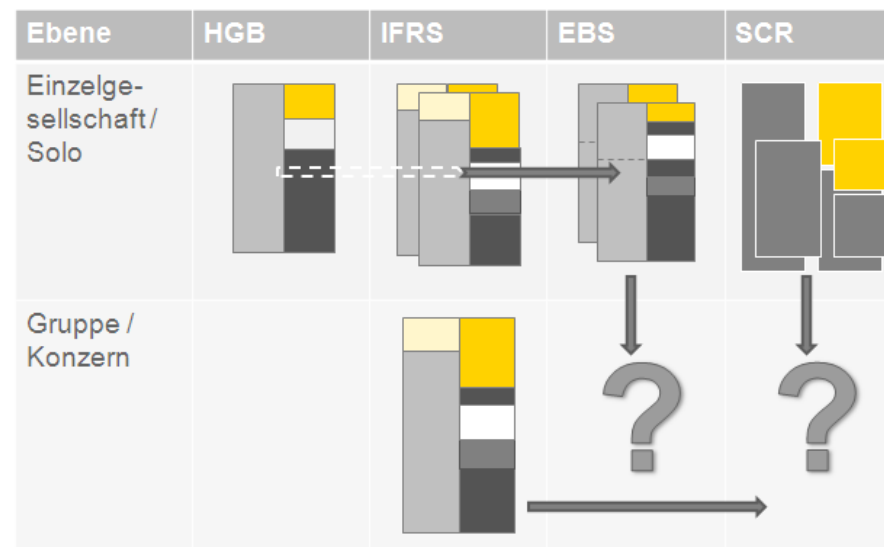 Ebene HGB IFRS EBS SCR
Einzelge-
sellschaft /
Solo
Gruppe /
Konzern
? ?